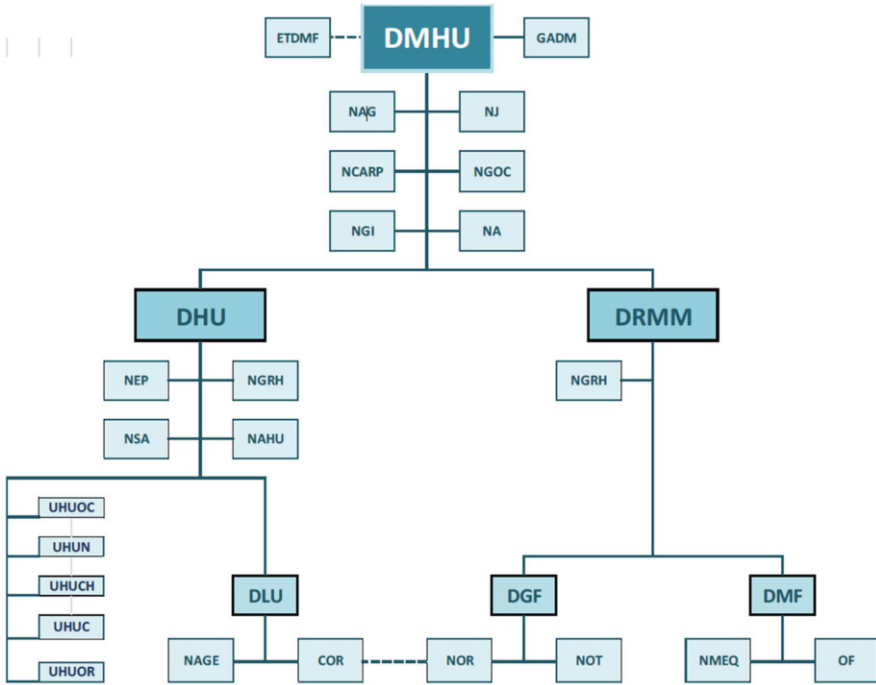 ETDMF
DMHU
GADM
NAG
NJ
NCARP
NGOC
NGI
NA
DHU
DRMM
NEP
NGRH
NGRH
NSA
NAHU
UHUOC
UHUN
UHUCH
UHUC
UHUOR
DLU
DGF
DMF
NAGE
COR
NOR
NOT
NMEQ
OF